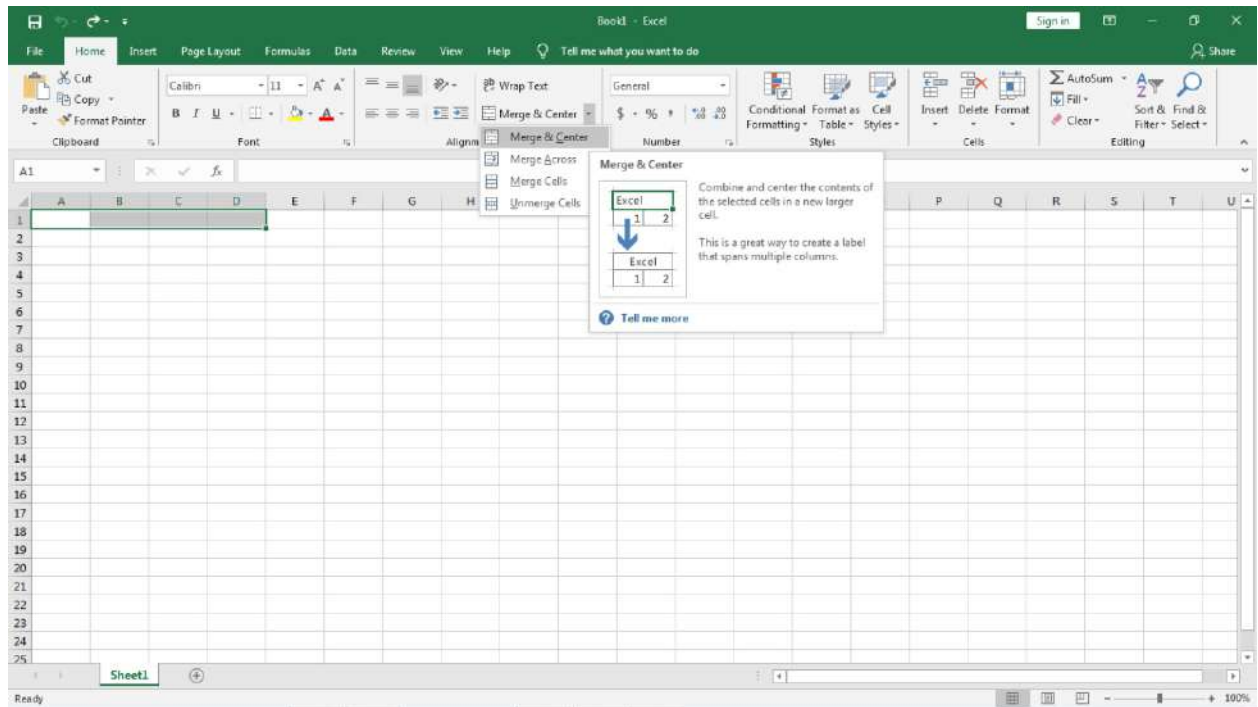 Book1 - Excel
Sign in
File Home Insert Page Layout Formulas Data Review View Help Tell me what you want to do
Share
Paste
Cut
Copy
Format Painter
Clipboard
Calibri 11 A A
B I U A
Font
Wrap Text
Merge & Center
Alignm
General
$ % ,
Number
Conditional Formatting
Format as Table
Cell Styles
Styles
Insert Delete Format
Cells
AutoSum
Fill
Clear
Sort & Filter
Find & Select
Editing
Merge & Center
Merge Across
Merge Cells
Unmerge Cells
A1
fx
Merge & Center
Excel
1 2
Excel
1 2
Combine and center the contents of
the selected cells in a new larger
cell.
This is a great way to create a label
that spans multiple columns.
Tell me more
A B C D E F G H P Q R S T U
1
2
3
4
5
6
7
8
9
10
11
12
13
14
15
16
17
18
19
20
21
22
23
24
25
Sheet1
Ready
100%